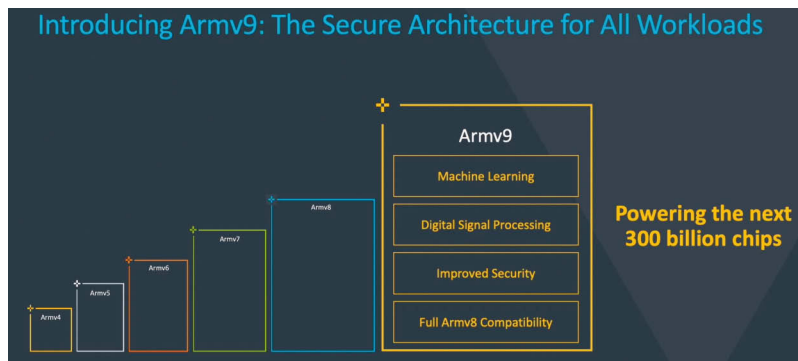 Introducing Armv9: The Secure Architecture for All Workloads
Armv9
Machine Learning
Digital Signal Processing
Improved Security
Full Armv8 Compatibility
Armv8
Armv7
Armv6
Armv5
Armv4
Powering the next
300 billion chips